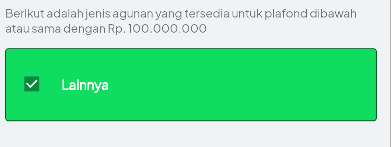 Berikut adalah jenis agunan yang tersedia untuk plafond dibawah
atau sama dengan Rp. 100.000.000
Lainnya